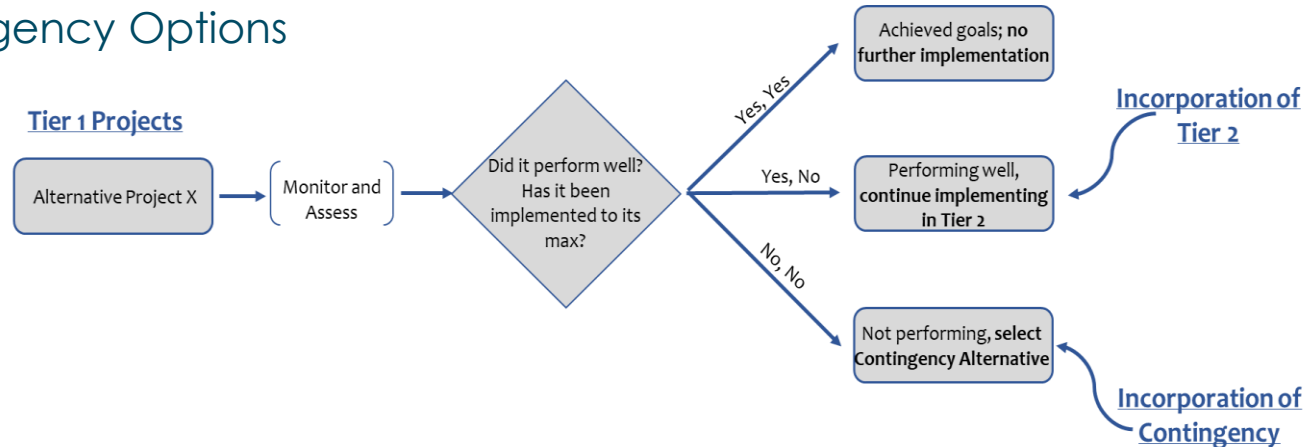 gency Options
Tier 1 Projects
Alternative Project X
Monitor and
Assess
Did it perform well?
Has it been
implemented to its
max?
Yes, Yes
Yes, No
No, No
Achieved goals; no
further implementation
Performing well,
continue implementing
in Tier 2
Not performing, select
Contingency Alternative
Incorporation of
Tier 2
Incorporation of
Contingency